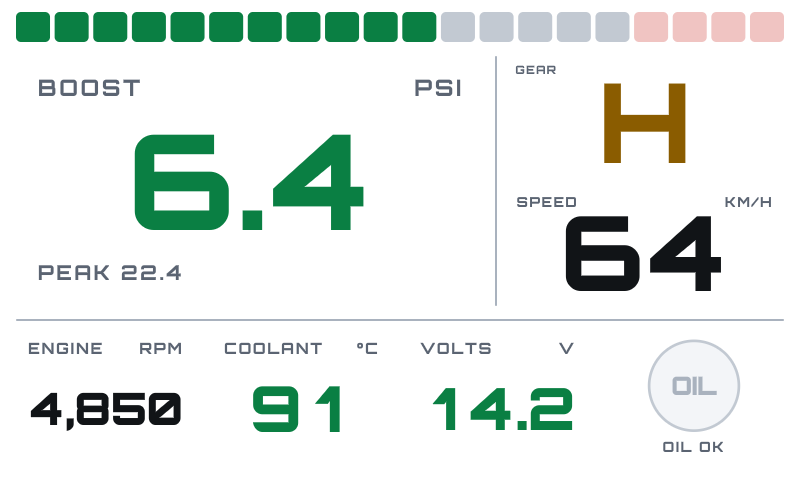 BOOST PSI
6.4
PEAK 22.4
GEAR
H
SPEED KM/H
64
ENGINE RPM
4,850
COOLANT °C
91
VOLTS V
14.2
OIL
OIL OK